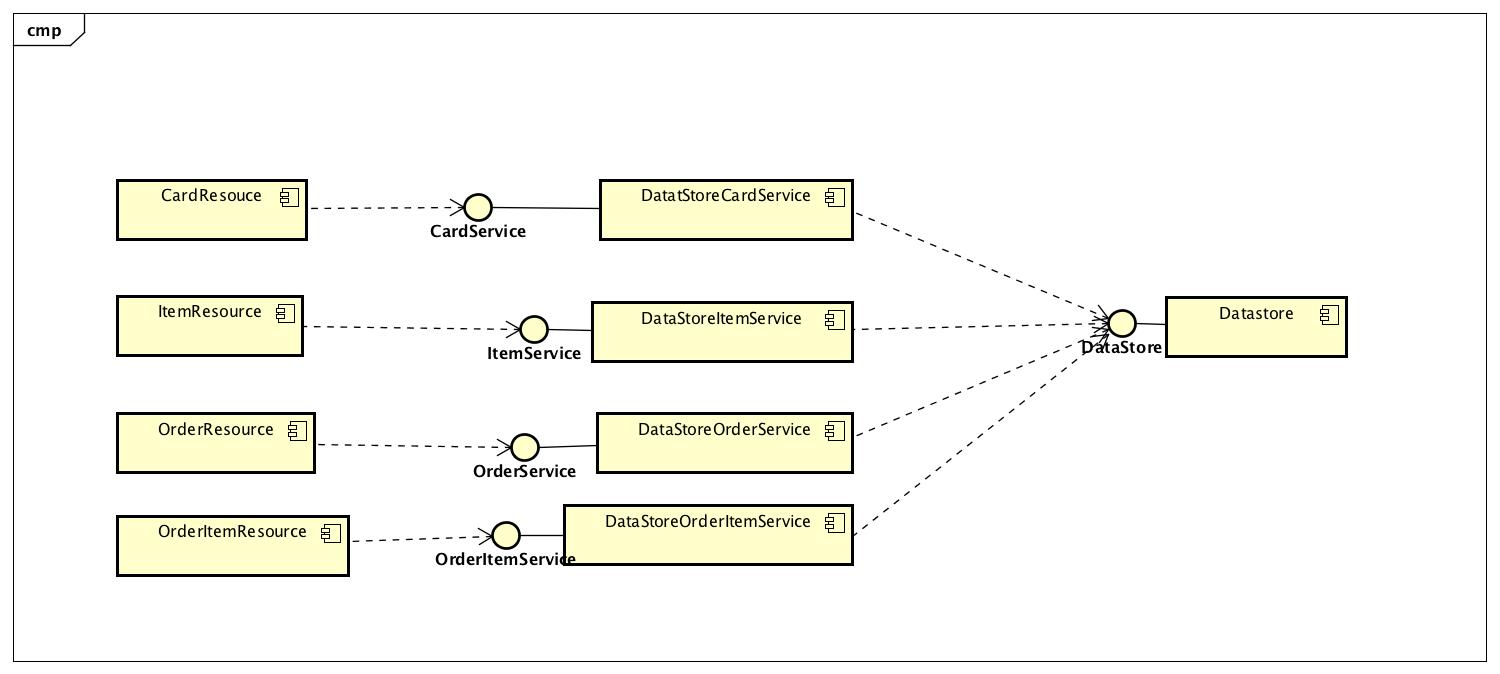 cmp
CardResouce
DatatStoreCardService
CardService
ItemResource
DataStoreItemService
Datastore
ItemService
DataStore
OrderResource
DataStoreOrderService
OrderService
OrderItemResource
DataStoreOrderItemService
OrderItemService